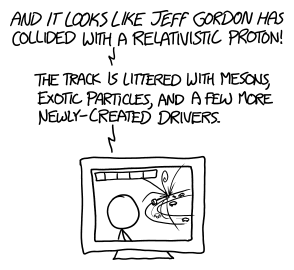 AND IT LOOKS LIKE JEFF GORDON HAS
COLLIDED WITH A RELATIVISTIC PROTON!
THE TRACK IS LITTERED WITH MESONS,
EXOTIC PARTICLES, AND A FEW MORE
NEWLY-CREATED DRIVERS.